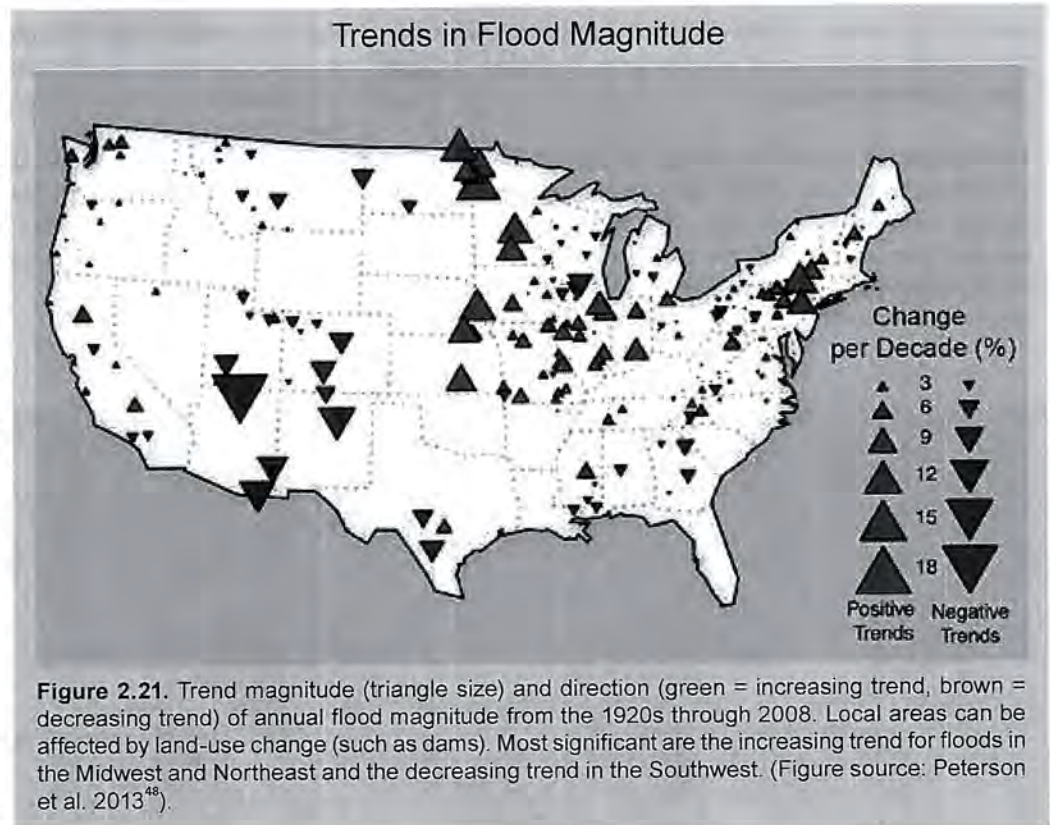 Trends in Flood Magnitude
Change
per Decade (%)
3
6
9
12
15
18
Positive Negative
Trends Trends
Figure 2.21. Trend magnitude (triangle size) and direction (green = increasing trend, brown =
decreasing trend) of annual flood magnitude from the 1920s through 2008. Local areas can be
affected by land-use change (such as dams). Most significant are the increasing trend for floods in
the Midwest and Northeast and the decreasing trend in the Southwest. (Figure source: Peterson
et al. 2013⁴⁸).